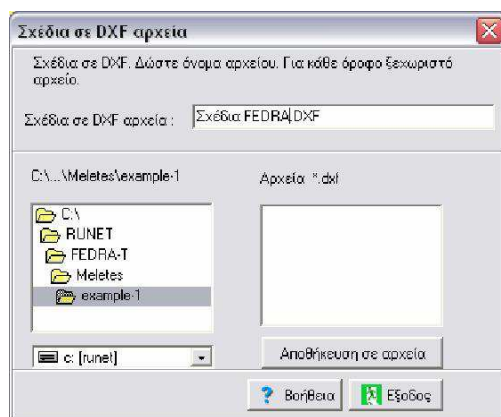 Σχέδια σε DXF αρχεία
Σχέδια σε DXF. Δώστε όνομα αρχείου. Για κάθε όροφο ξεχωριστό
αρχείο.
Σχέδια σε DXF αρχεία :
Σχέδια FEDRA.DXF
C:\...\Meletes\example-1
Αρχεία *.dxf
C:\
RUNET
FEDRA-T
Meletes
example-1
c: [runet]
Αποθήκευση σε αρχεία
? Βοήθεια
Εξοδος